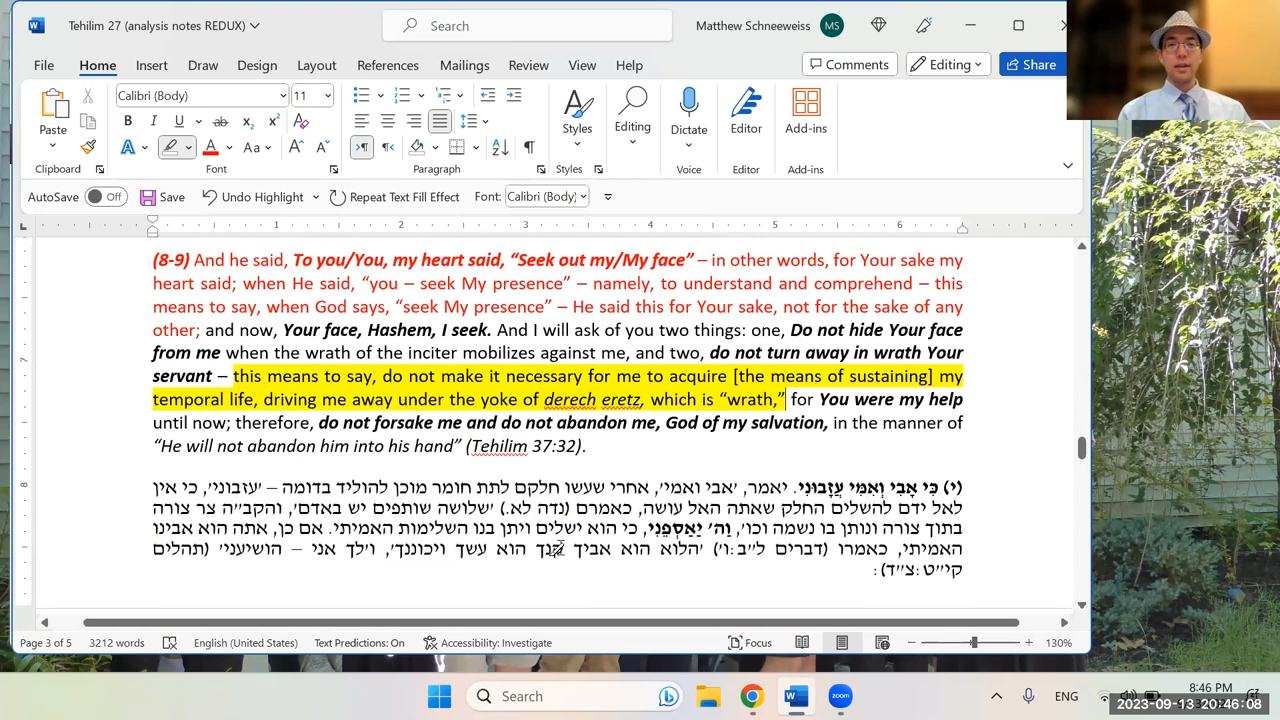 Tehilim 27 (analysis notes REDUX)
Search
Matthew Schneeweiss
MS
File Home Insert Draw Design Layout References Mailings Review View Help
Comments Editing Share
Paste
Calibri (Body) 11
Styles
Editing
Dictate
Editor
Add-ins
Clipboard Font Paragraph Styles Voice Editor Add-ins
AutoSave Off Save Undo Highlight Repeat Text Fill Effect Font: Calibri (Body)
1 2 3 4 5 6
(8-9) And he said, To you/You, my heart said, “Seek out my/My face” – in other words, for Your sake my
heart said; when He said, “you – seek My presence” – namely, to understand and comprehend – this
means to say, when God says, “seek My presence” – He said this for Your sake, not for the sake of any
other; and now, Your face, Hashem, I seek. And I will ask of you two things: one, Do not hide Your face
from me when the wrath of the inciter mobilizes against me, and two, do not turn away in wrath Your
servant – this means to say, do not make it necessary for me to acquire [the means of sustaining] my
temporal life, driving me away under the yoke of derech eretz, which is “wrath,” for You were my help
until now; therefore, do not forsake me and do not abandon me, God of my salvation, in the manner of
“He will not abandon him into his hand” (Tehilim 37:32).
(י) כִּי אָבִי וְאִמִּי עֲזָבוּנִי. יאמר, 'אבי ואמי', אחרי שעשו חלקם לתת חומר מוכן להוליד בדומה – 'עזבוני', כי אין
לאל ידם להשלים החלק שאתה האל עושה, כאמרם (נדה לא.) 'שלושה שותפים יש באדם', והקב"ה צר צורה
בתוך צורה ונותן בו נשמה וכו', וַה' יַאַסְפֵנִי, כי הוא ישלים ויתן בנו השלימות האמיתי. אם כן, אתה הוא אבינו
האמיתי, כאמרו (דברים ל"ב:ו') 'הלוא הוא אביך קנך הוא עשך ויכוננך', ו'לך אני – הושיעני' (תהלים
קי"ט:צ"ד):
7
8
Page 3 of 5 3212 words English (United States) Text Predictions: On Accessibility: Investigate Focus 130%
Search
ENG
8:46 PM
2023-09-13 20:46:08